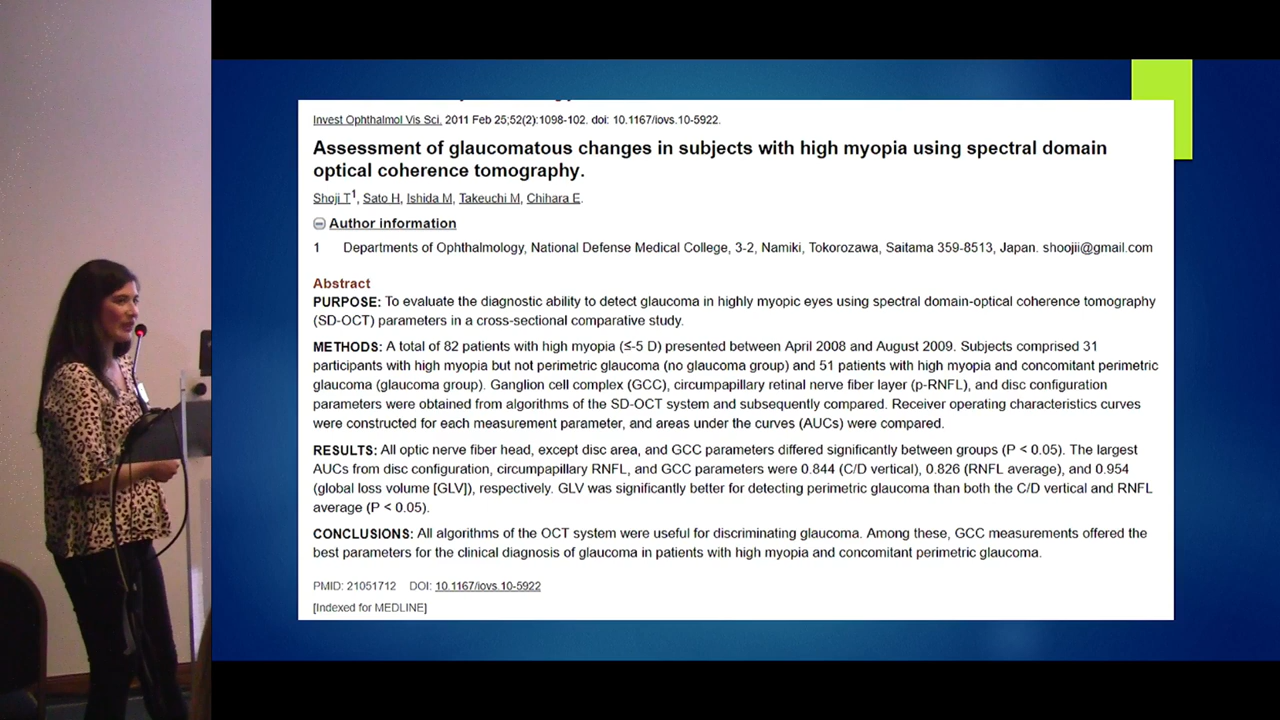 Invest Ophthalmol Vis Sci. 2011 Feb 25;52(2):1098-102. doi: 10.1167/iovs.10-5922.
Assessment of glaucomatous changes in subjects with high myopia using spectral domain
optical coherence tomography.
Shoji T1, Sato H, Ishida M, Takeuchi M, Chihara E.
Author information
1 Departments of Ophthalmology, National Defense Medical College, 3-2, Namiki, Tokorozawa, Saitama 359-8513, Japan. shoojii@gmail.com
Abstract
PURPOSE: To evaluate the diagnostic ability to detect glaucoma in highly myopic eyes using spectral domain-optical coherence tomography
(SD-OCT) parameters in a cross-sectional comparative study.
METHODS: A total of 82 patients with high myopia (≤-5 D) presented between April 2008 and August 2009. Subjects comprised 31
participants with high myopia but not perimetric glaucoma (no glaucoma group) and 51 patients with high myopia and concomitant perimetric
glaucoma (glaucoma group). Ganglion cell complex (GCC), circumpapillary retinal nerve fiber layer (p-RNFL), and disc configuration
parameters were obtained from algorithms of the SD-OCT system and subsequently compared. Receiver operating characteristics curves
were constructed for each measurement parameter, and areas under the curves (AUCs) were compared.
RESULTS: All optic nerve fiber head, except disc area, and GCC parameters differed significantly between groups (P < 0.05). The largest
AUCs from disc configuration, circumpapillary RNFL, and GCC parameters were 0.844 (C/D vertical), 0.826 (RNFL average), and 0.954
(global loss volume [GLV]), respectively. GLV was significantly better for detecting perimetric glaucoma than both the C/D vertical and RNFL
average (P < 0.05).
CONCLUSIONS: All algorithms of the OCT system were useful for discriminating glaucoma. Among these, GCC measurements offered the
best parameters for the clinical diagnosis of glaucoma in patients with high myopia and concomitant perimetric glaucoma.
PMID: 21051712 DOI: 10.1167/iovs.10-5922
[Indexed for MEDLINE]